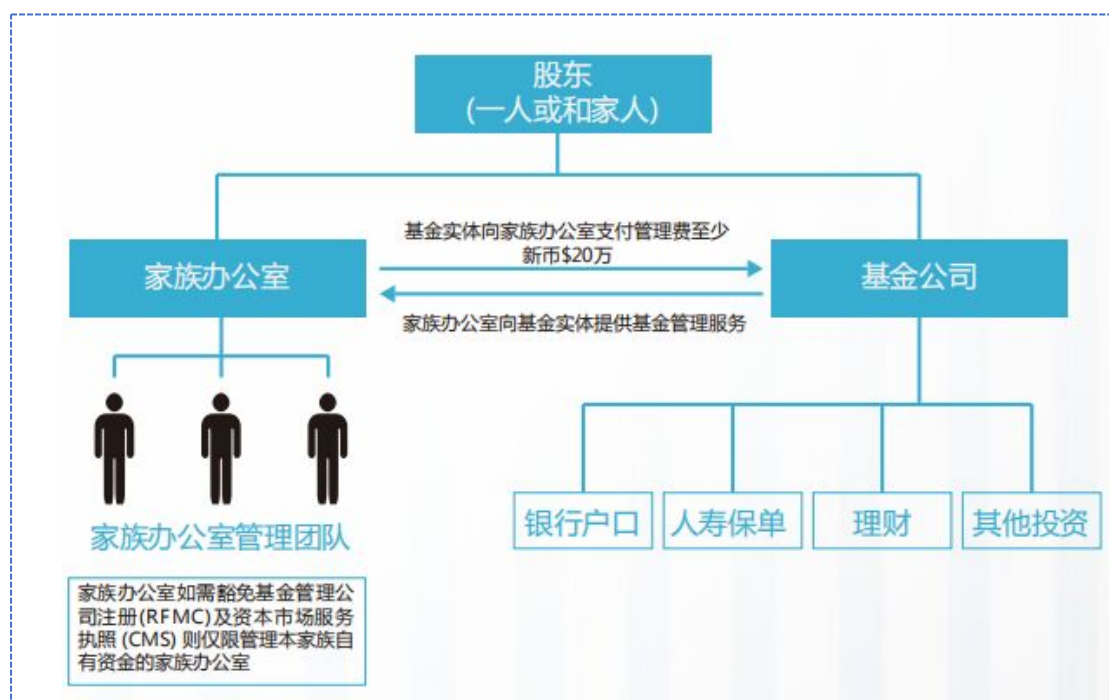 股东
(一人或和家人)
基金实体向家族办公室支付管理费至少
新币$20万
家族办公室
基金公司
家族办公室向基金实体提供基金管理服务
银行户口
人寿保单
理财
其他投资
家族办公室管理团队
家族办公室如需豁免基金管理公
司注册(RFMC)及资本市场服务
执照 (CMS) 则仅限管理本家族自
有资金的家族办公室